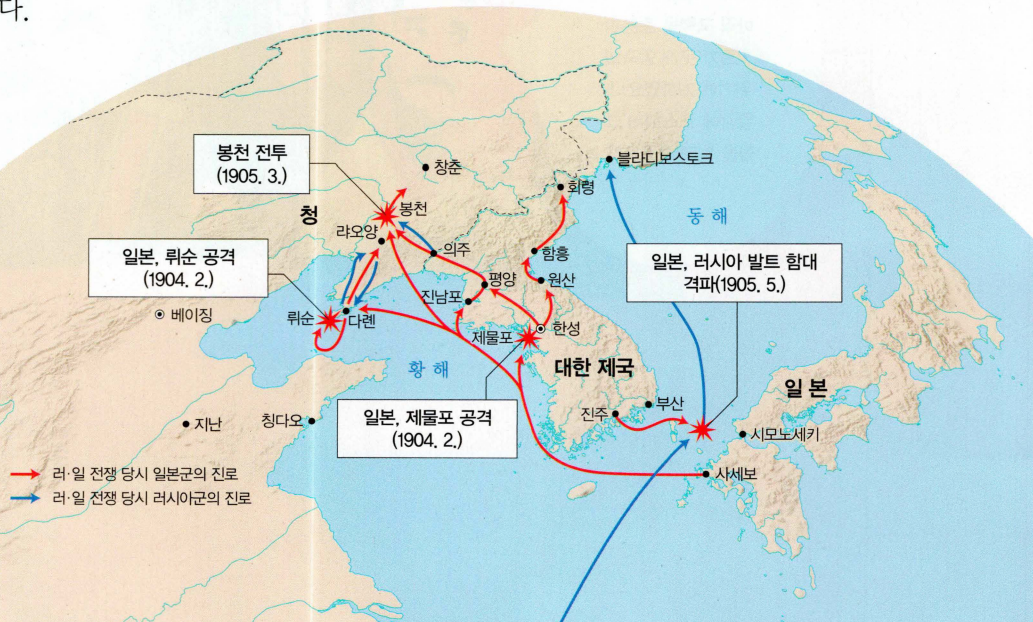 다.
봉천 전투
(1905. 3.)
창춘
블라디보스토크
회령
청
봉천
동해
랴오양
의주
함흥
일본, 뤼순 공격
(1904. 2.)
일본, 러시아 발트 함대
격파(1905. 5.)
평양
원산
진남포
베이징
뤼순
다롄
한성
제물포
황해
대한 제국
일본
일본, 제물포 공격
(1904. 2.)
진주
부산
지난
칭다오
시모노세키
사세보
러·일 전쟁 당시 일본군의 진로
러·일 전쟁 당시 러시아군의 진로